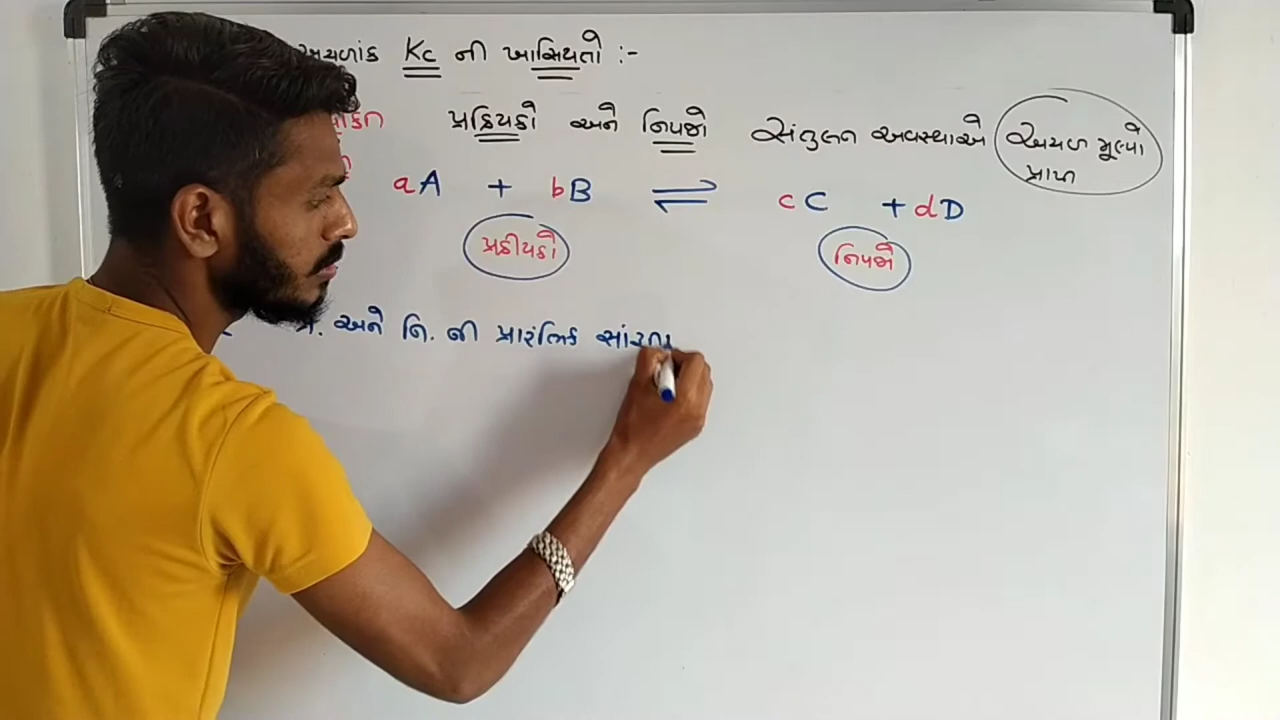 અચળાંક Kc ની ખાસિયતો :-
પ્રક્રિયકો અને નિપજો સંતુલન અવસ્થાએ અચળ મૂલ્યો
પ્રાપ્ત
aA + bB ⇌ cC + dD
પ્રક્રીયકો નિપજો
પ્ર. અને નિ. ની પ્રારંભિક સાંદ્રતા